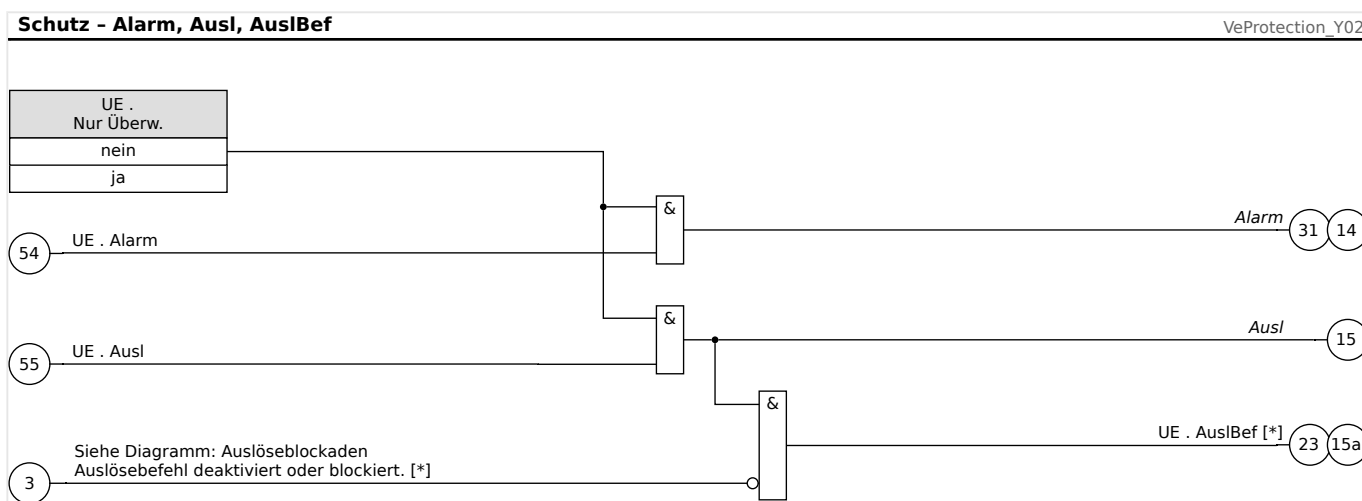 Schutz – Alarm, Ausl, AuslBef
VeProtection_Y02
UE .
Nur Überw.
nein
ja
&
Alarm
31
14
54
UE . Alarm
&
Ausl
15
55
UE . Ausl
&
UE . AuslBef [*]
23
15a
3
Siehe Diagramm: Auslöseblockaden
Auslösebefehl deaktiviert oder blockiert. [*]